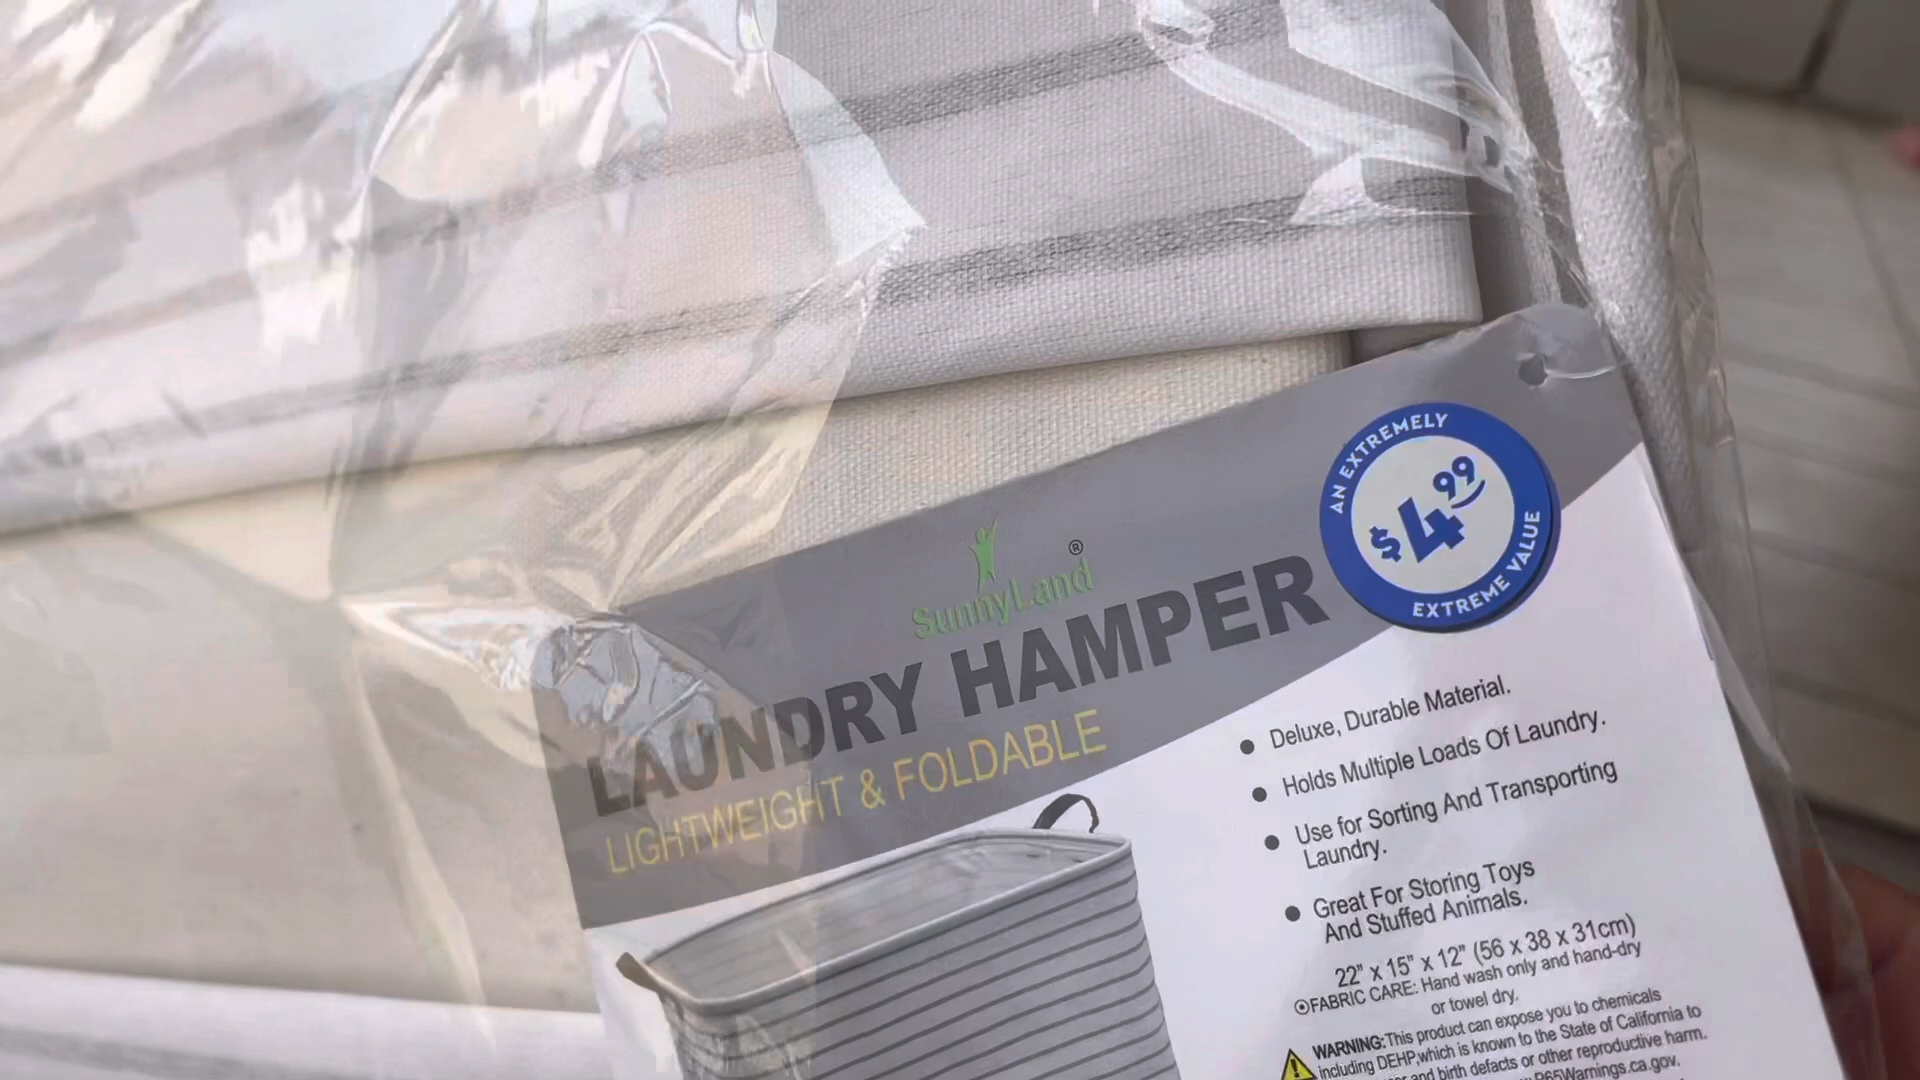 AN EXTREMELY
$4.99
EXTREME VALUE
SunnyLand®
LAUNDRY HAMPER
LIGHTWEIGHT & FOLDABLE
● Deluxe, Durable Material.
● Holds Multiple Loads Of Laundry.
● Use for Sorting And Transporting
Laundry.
● Great For Storing Toys
And Stuffed Animals.
22" x 15" x 12" (56 x 38 x 31cm)
FABRIC CARE: Hand wash only and hand-dry
or towel dry.
WARNING:This product can expose you to chemicals
including DEHP,which is known to the State of California to
and birth defects or other reproductive harm.
P65Warnings.ca.gov.